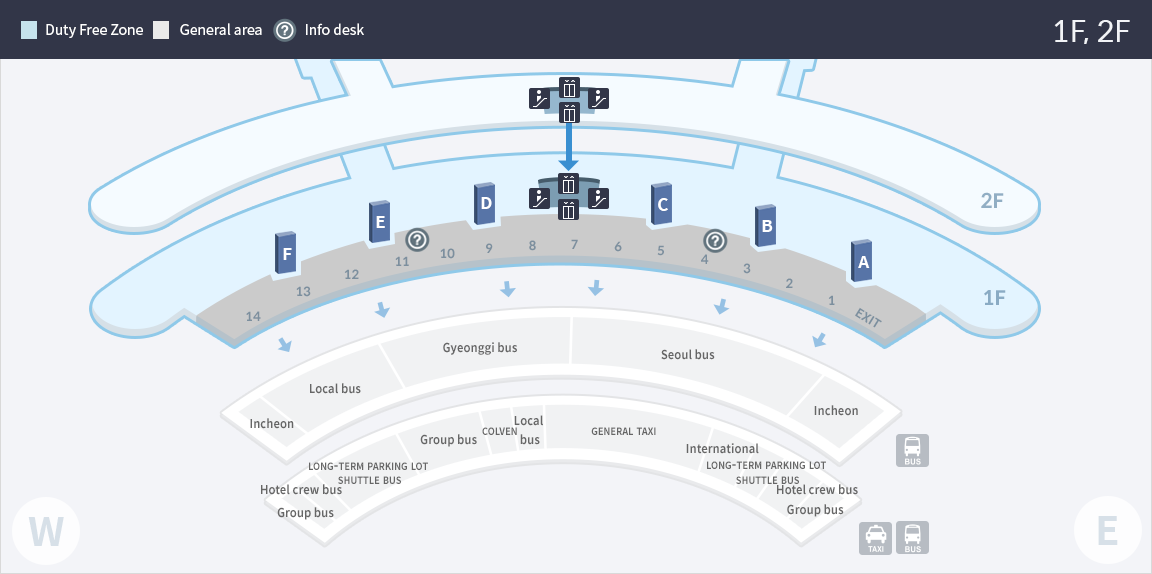 Duty Free Zone
General area
? Info desk
1F, 2F
2F
1F
F
E
D
C
B
A
14
13
12
11
10
9
8
7
6
5
4
3
2
1
EXIT
?
?
Incheon
Local bus
Gyeonggi bus
Seoul bus
Incheon
BUS
Group bus
Hotel crew bus
LONG-TERM PARKING LOT
SHUTTLE BUS
Group bus
COLVEN
Local
bus
GENERAL TAXI
International
LONG-TERM PARKING LOT
SHUTTLE BUS
Hotel crew bus
Group bus
TAXI
BUS
W
E